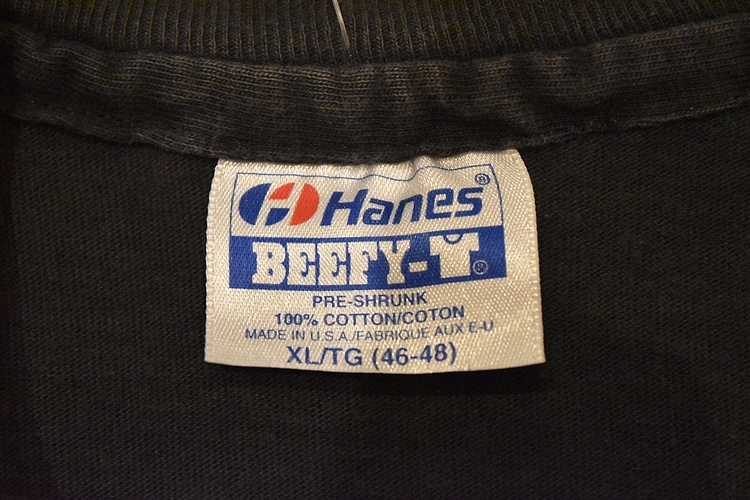 Hanes®
BEEFY-T®
PRE-SHRUNK
100% COTTON/COTON
MADE IN U.S.A./FABRIQUE AUX E-U
XL/TG (46-48)